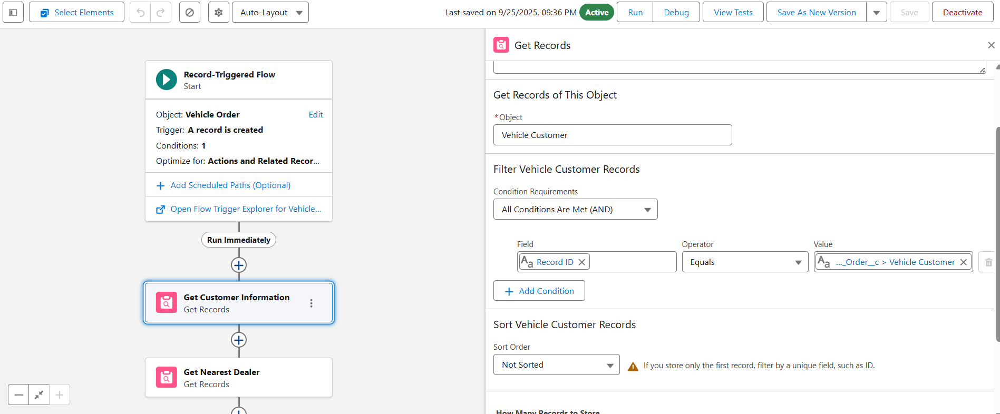 Select Elements
Auto-Layout
Last saved on 9/25/2025, 09:36 PM
Active
Run
Debug
View Tests
Save As New Version
Save
Deactivate
Record-Triggered Flow
Start
Object: Vehicle Order
Edit
Trigger: A record is created
Conditions: 1
Optimize for: Actions and Related Recor...
Add Scheduled Paths (Optional)
Open Flow Trigger Explorer for Vehicle...
Run Immediately
Get Customer Information
Get Records
Get Nearest Dealer
Get Records
Get Records
Get Records of This Object
* Object
Vehicle Customer
Filter Vehicle Customer Records
Condition Requirements
All Conditions Are Met (AND)
Field
Operator
Value
Aa Record ID
Equals
Aa ..._Order__c > Vehicle Customer
Add Condition
Sort Vehicle Customer Records
Sort Order
Not Sorted
If you store only the first record, filter by a unique field, such as ID.
How Many Records to Store